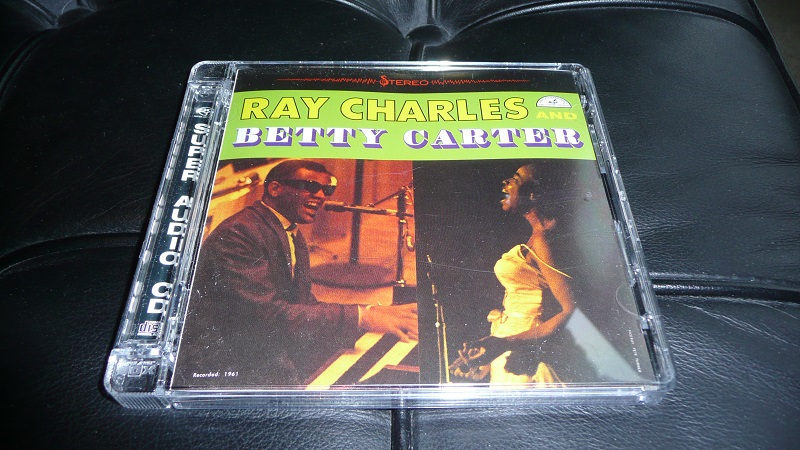 STEREO
RAY CHARLES AND
BETTY CARTER
SUPER AUDIO CD
Recorded: 1961